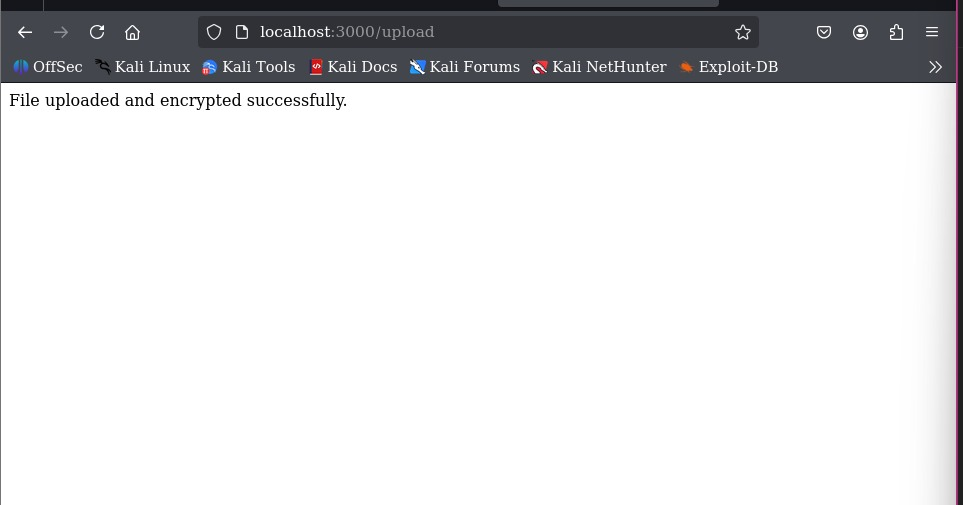 localhost:3000/upload
OffSec Kali Linux Kali Tools Kali Docs Kali Forums Kali NetHunter Exploit-DB
File uploaded and encrypted successfully.